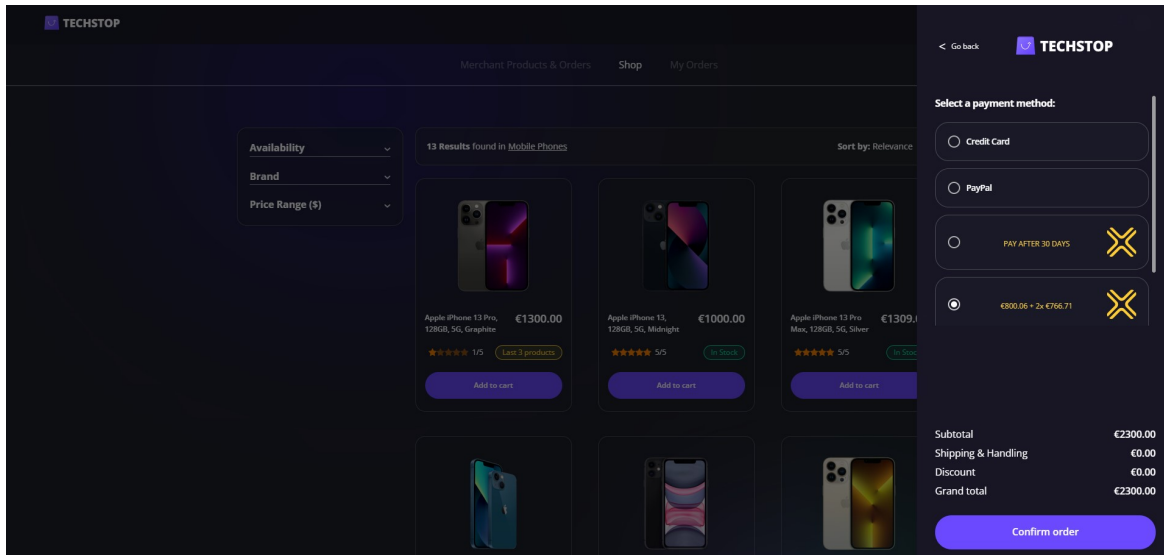 TECHSTOP
Merchant Products & Orders Shop My Orders
Availability
Brand
Price Range ($)
13 Results found in Mobile Phones
Sort by: Relevance
Apple iPhone 13 Pro, 128GB, 5G, Graphite
€1300.00
1/5
Last 3 products
Add to cart
Apple iPhone 13, 128GB, 5G, Midnight
€1000.00
5/5
In Stock
Add to cart
Apple iPhone 13 Pro Max, 128GB, 5G, Silver
€1309.
5/5
In Stoc
Add to cart
< Go back
TECHSTOP
Select a payment method:
Credit Card
PayPal
PAY AFTER 30 DAYS
€800.06 + 2x €766.71
Subtotal €2300.00
Shipping & Handling €0.00
Discount €0.00
Grand total €2300.00
Confirm order